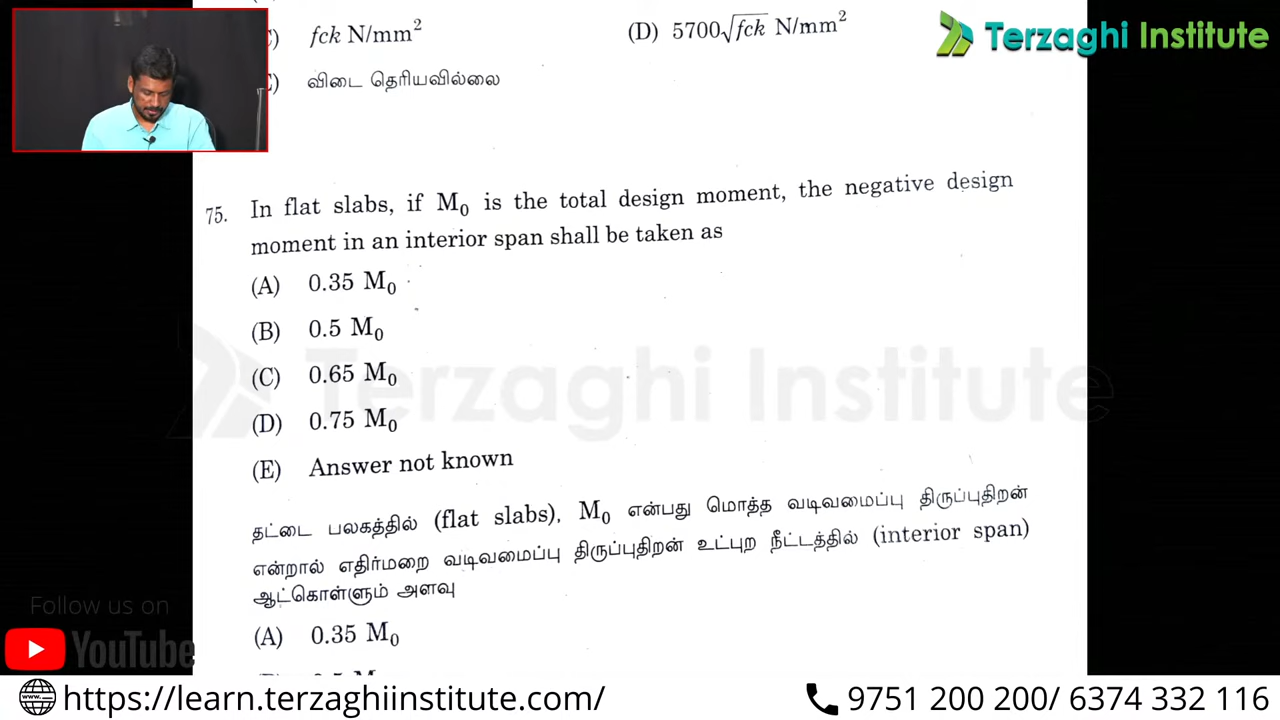 fck N/mm²
(D) 5700√fck N/mm²
Terzaghi Institute
விடை தெரியவில்லை
75. In flat slabs, if M₀ is the total design moment, the negative design
moment in an interior span shall be taken as
(A) 0.35 M₀
(B) 0.5 M₀
(C) 0.65 M₀
(D) 0.75 M₀
(E) Answer not known
Terzaghi Institute
தட்டை பலகத்தில் (flat slabs), M₀ என்பது மொத்த வடிவமைப்பு திருப்புதிறன்
என்றால் எதிர்மறை வடிவமைப்பு திருப்புதிறன் உட்புற நீட்டத்தில் (interior span)
ஆட்கொள்ளும் அளவு
(A) 0.35 M₀
Follow us on
YouTube
https://learn.terzaghiinstitute.com/
9751 200 200/ 6374 332 116